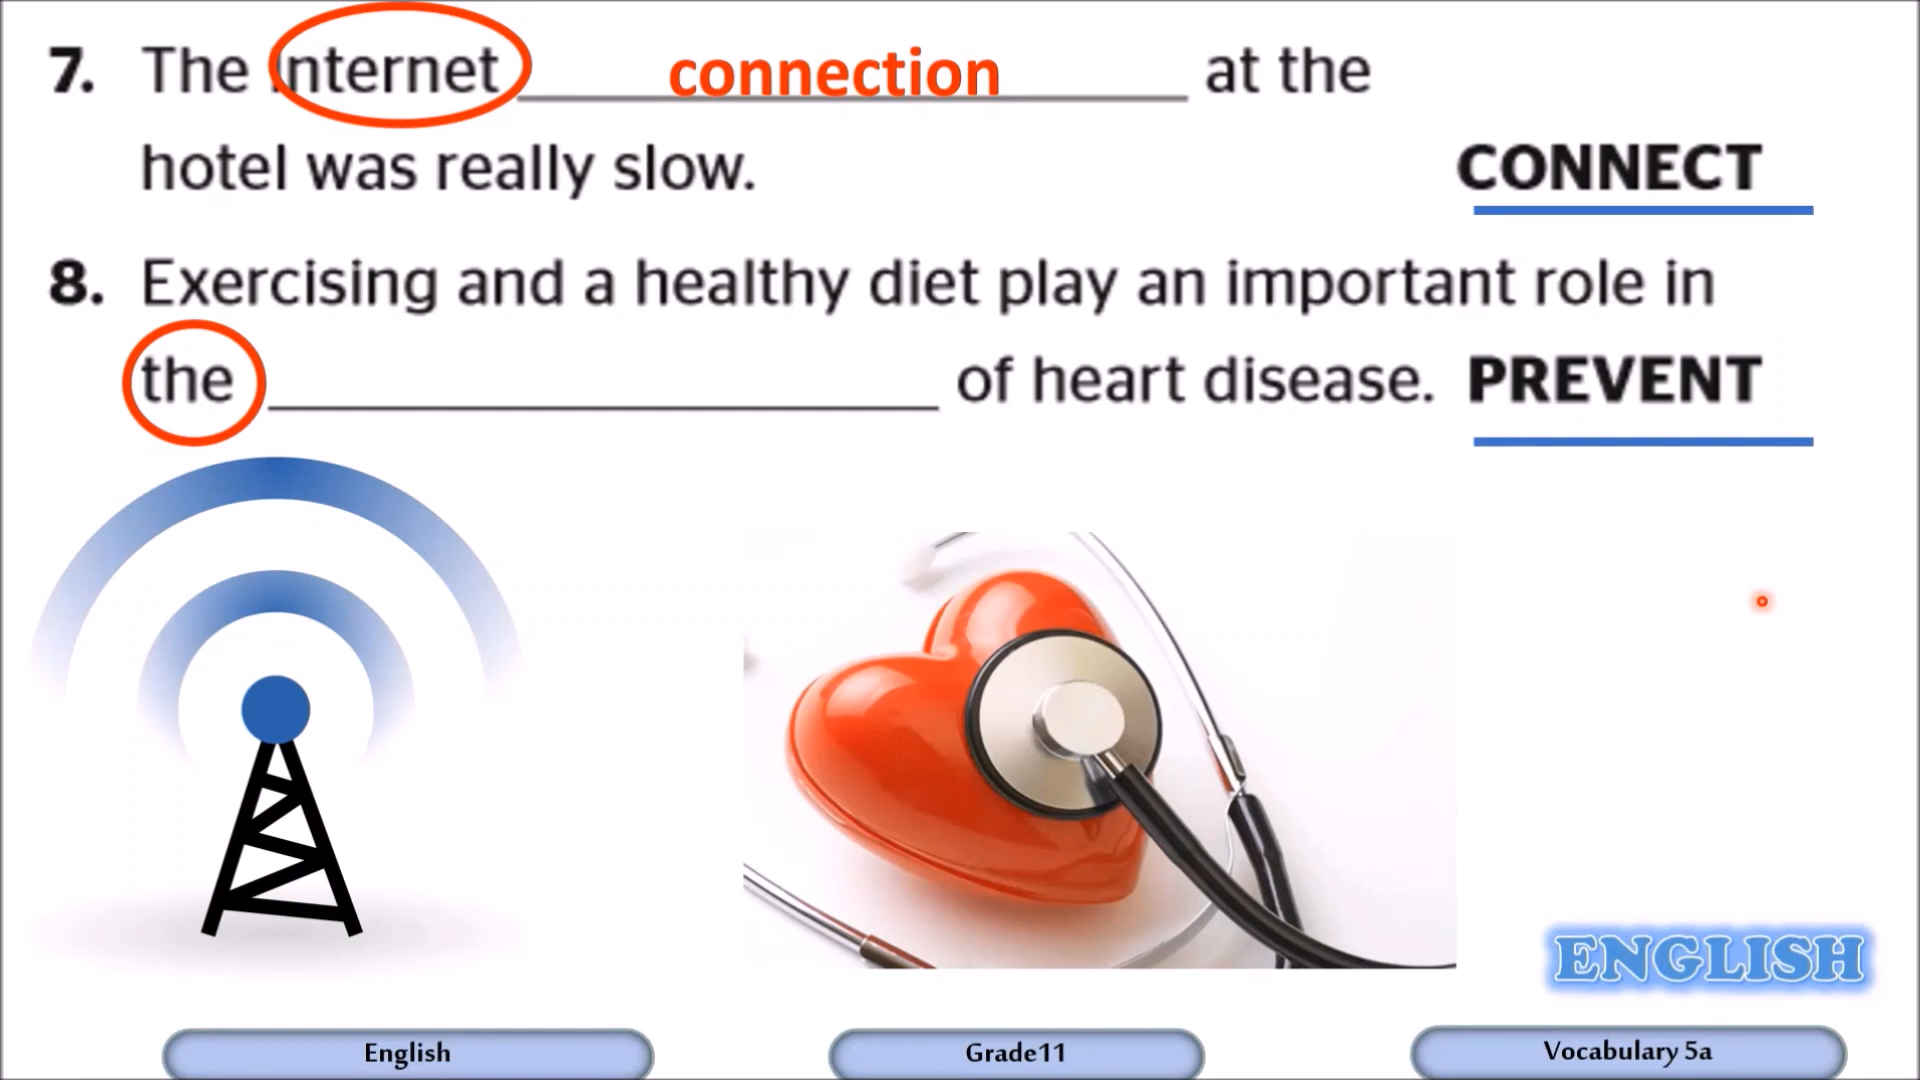 7. The Internet connection at the
hotel was really slow. CONNECT
8. Exercising and a healthy diet play an important role in
the of heart disease. PREVENT
ENGLISH
English
Grade11
Vocabulary 5a